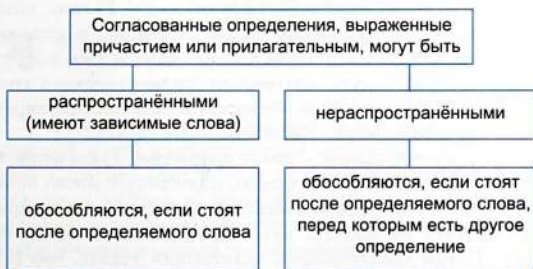 Согласованные определения, выраженные
причастием или прилагательным, могут быть
распространёнными
(имеют зависимые слова)
нераспространёнными
обособляются, если стоят
после определяемого слова
обособляются, если стоят
после определяемого слова,
перед которым есть другое
определение